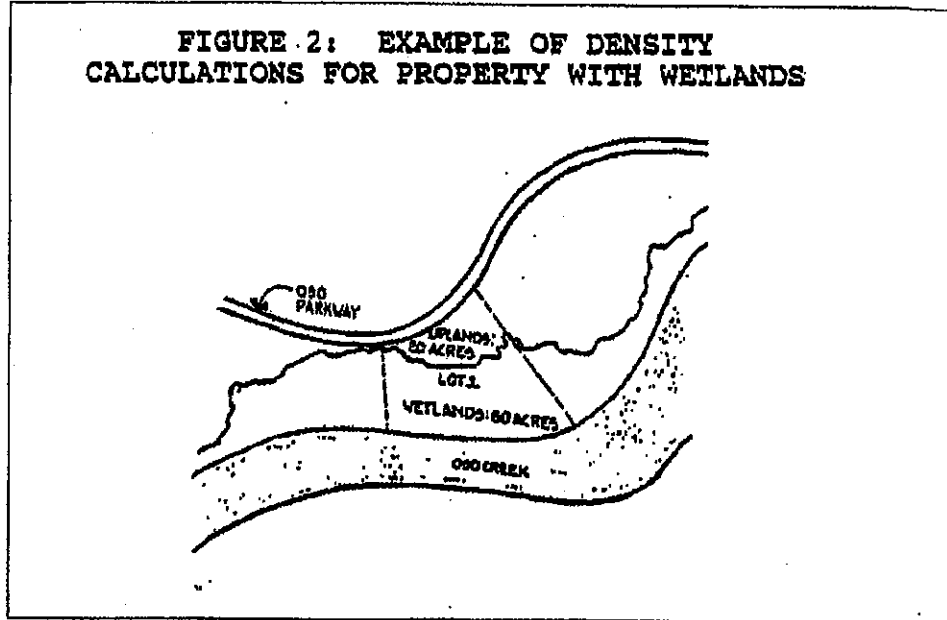 FIGURE 2: EXAMPLE OF DENSITY
CALCULATIONS FOR PROPERTY WITH WETLANDS
OSO
PARKWAY
UPLANDS:
20 ACRES
LOT 1
WETLANDS: 60 ACRES
OSO CREEK